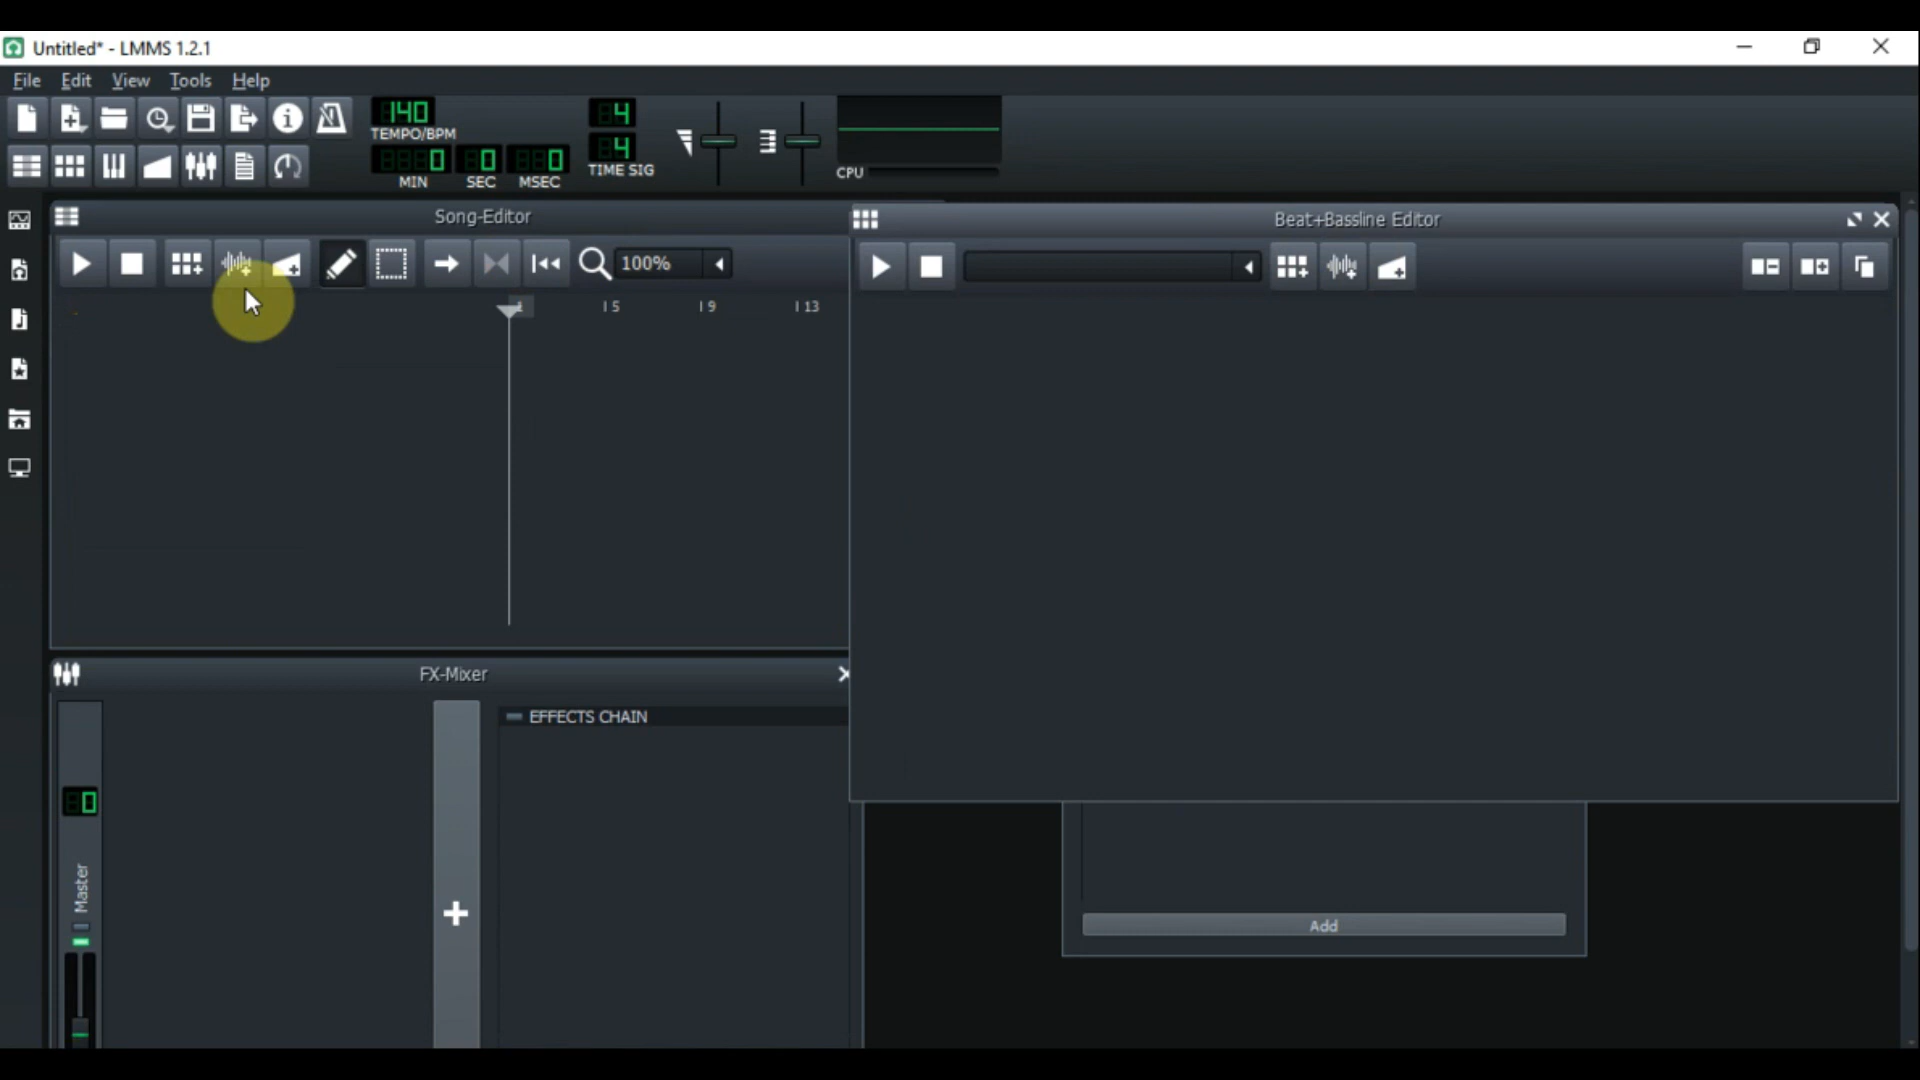 Untitled* - LMMS 1.2.1
File Edit View Tools Help
140
TEMPO/BPM
4
4
TIME SIG
0 0 0
MIN SEC MSEC
CPU
Song-Editor
100%
1 5 9 13
Beat+Bassline Editor
FX-Mixer
EFFECTS CHAIN
0
Master
Add